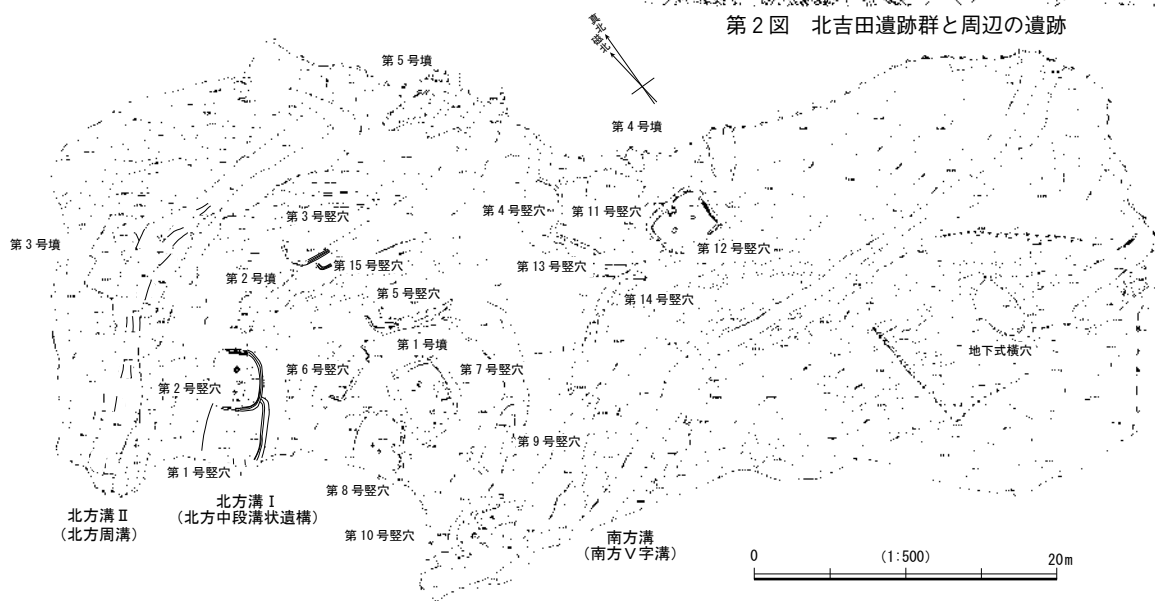 第２図　北吉田遺跡群と周辺の遺跡
真北
磁北
第５号墳
第４号墳
第３号竪穴
第４号竪穴
第11号竪穴
第３号墳
第12号竪穴
第15号竪穴
第13号竪穴
第２号墳
第14号竪穴
第５号竪穴
第１号墳
地下式横穴
第６号竪穴
第７号竪穴
第２号竪穴
第９号竪穴
第１号竪穴
第８号竪穴
北方溝Ⅰ
（北方中段溝状遺構）
北方溝Ⅱ
（北方周溝）
第10号竪穴
南方溝
（南方Ｖ字溝）
0　（1:500）　20m